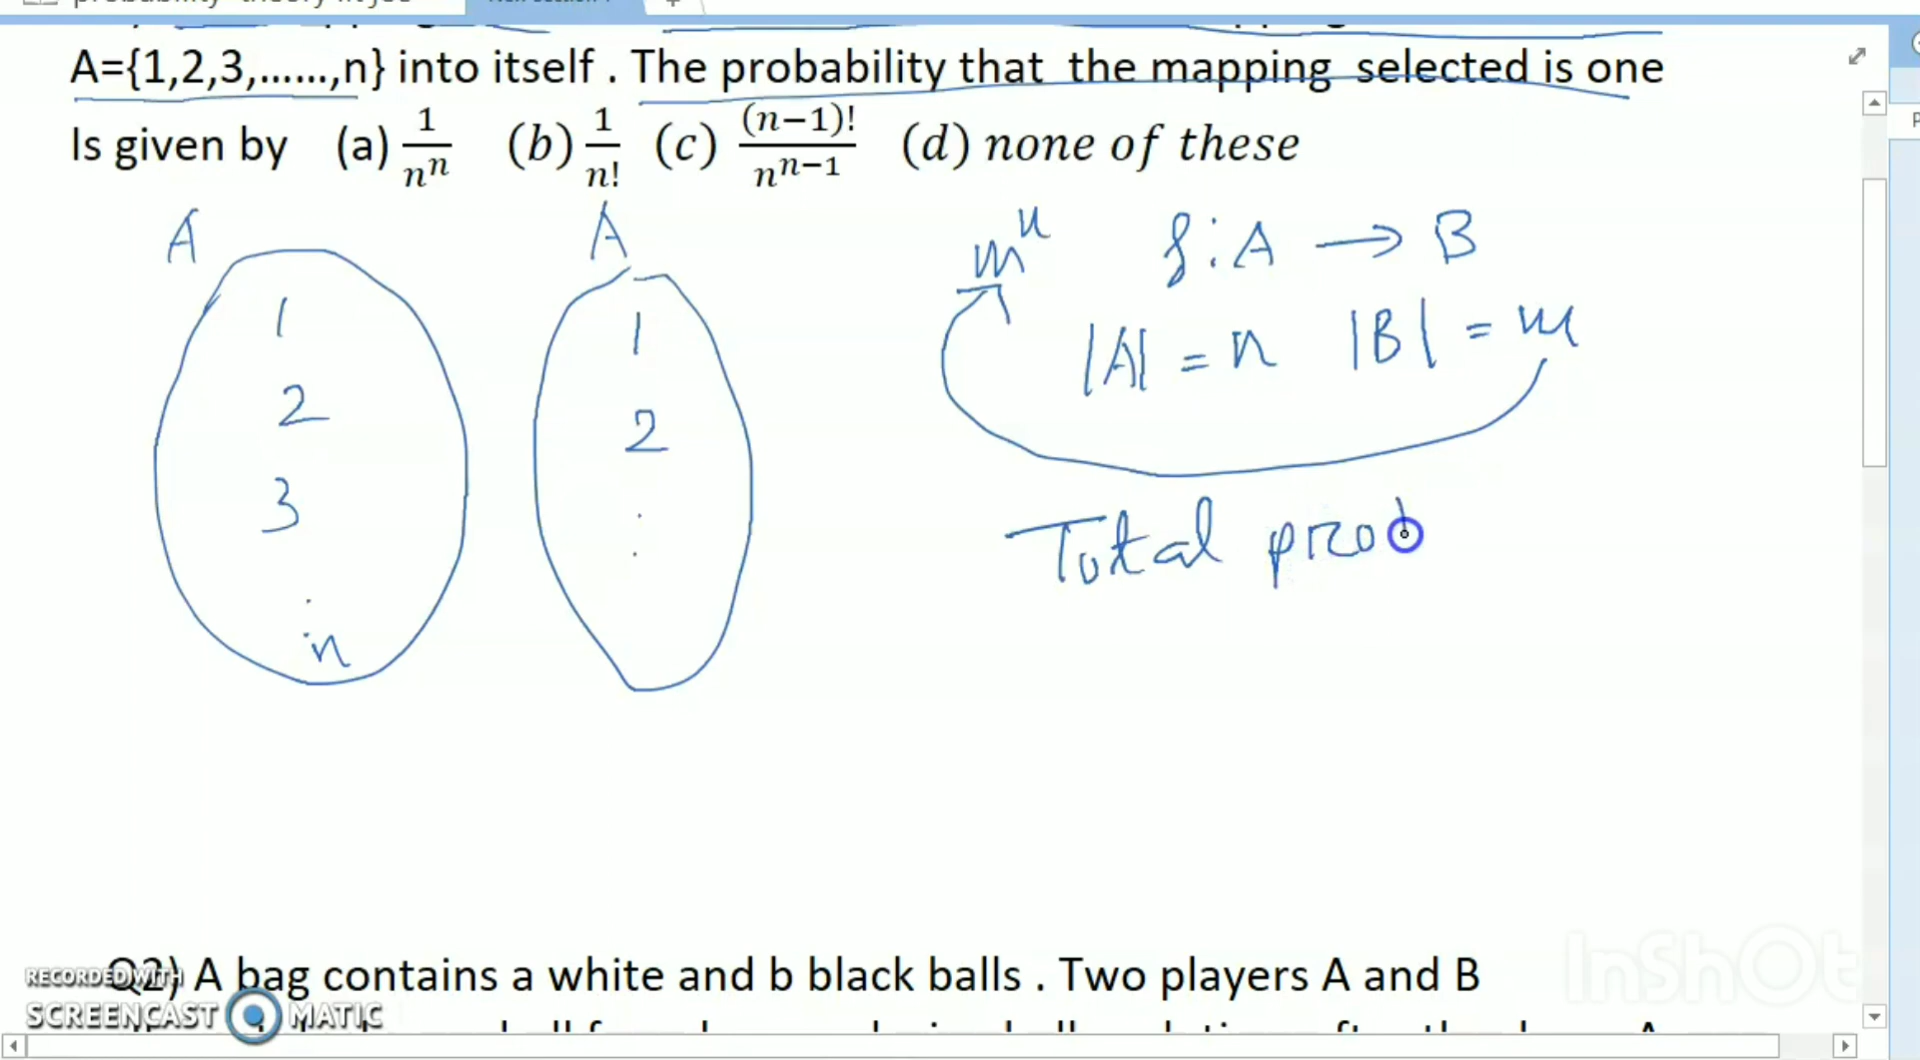 A={1,2,3,......,n} into itself . The probability that the mapping selected is one
Is given by (a) 1/n^n (b) 1/n! (c) (n−1)!/n^(n−1) (d) none of these
A
1
2
3
.
.
n
A
1
2
.
.
m^n
f : A → B
|A| = n |B| = m
Total prob
Q2) A bag contains a white and b black balls . Two players A and B
RECORDED WITH
SCREENCAST MATIC
InShOt